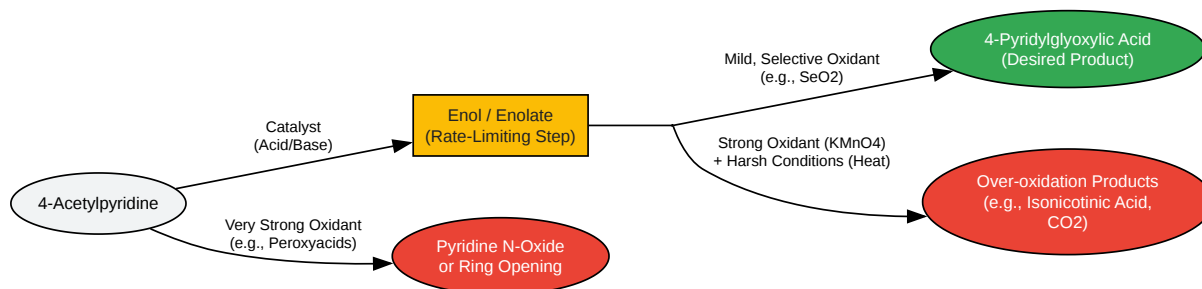 4-Acetylpyridine
Catalyst
(Acid/Base)
Very Strong Oxidant
(e.g., Peroxyacids)
Enol / Enolate
(Rate-Limiting Step)
Pyridine N-Oxide
or Ring Opening
Mild, Selective Oxidant
(e.g., SeO2)
Strong Oxidant (KMnO4)
+ Harsh Conditions (Heat)
4-Pyridylglyoxylic Acid
(Desired Product)
Over-oxidation Products
(e.g., Isonicotinic Acid,
CO2)